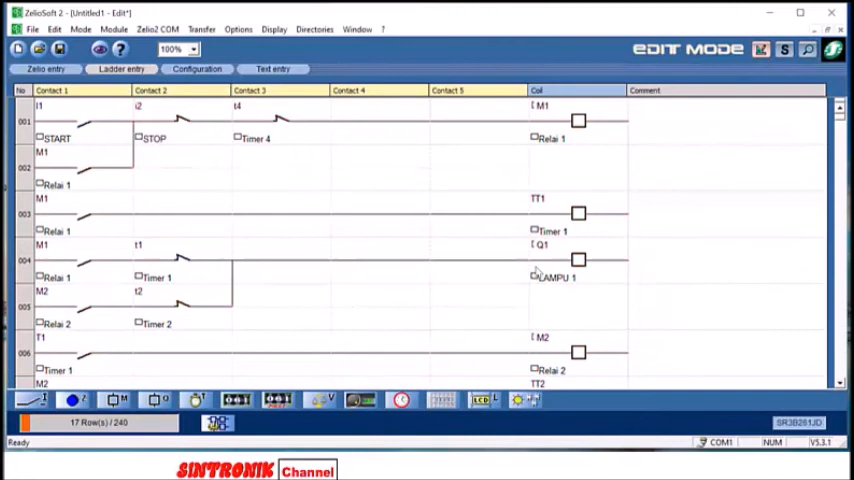 ZelioSoft 2 - [Untitled1 - Edit*]
File Edit Mode Module Zelio2 COM Transfer Options Display Directories Window ?
100% EDIT MODE S
Zelio entry Ladder entry Configuration Text entry
No Contact 1 Contact 2 Contact 3 Contact 4 Contact 5 Coil Comment
I1 i2 t4 [ M1
001
START STOP Timer 4 Relai 1
M1
002
Relai 1
M1 TT1
003
Relai 1 Timer 1
M1 t1 [ Q1
004
Relai 1 Timer 1 LAMPU 1
M2 t2
005
Relai 2 Timer 2
T1 [ M2
006
Timer 1 Relai 2
M2 TT2
I Z M Q T V LCD L
17 Row(s) / 240 SR3B261JD
Ready COM1 NUM V5.3.1
SINTRONIK Channel